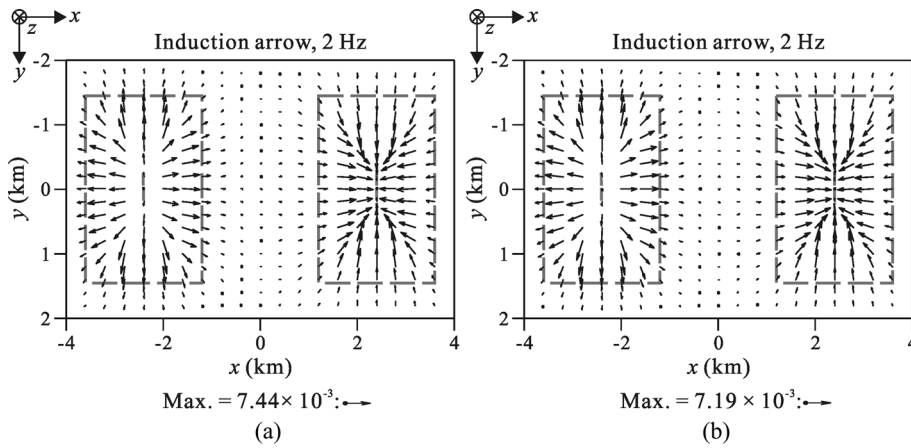 x
z
y
Induction arrow, 2 Hz
-2
-1
0
1
2
y (km)
-4 -2 0 2 4
x (km)
Max. = 7.44× 10⁻³:
(a)
x
z
y
Induction arrow, 2 Hz
-2
-1
0
1
2
y (km)
-4 -2 0 2 4
x (km)
Max. = 7.19 × 10⁻³:
(b)